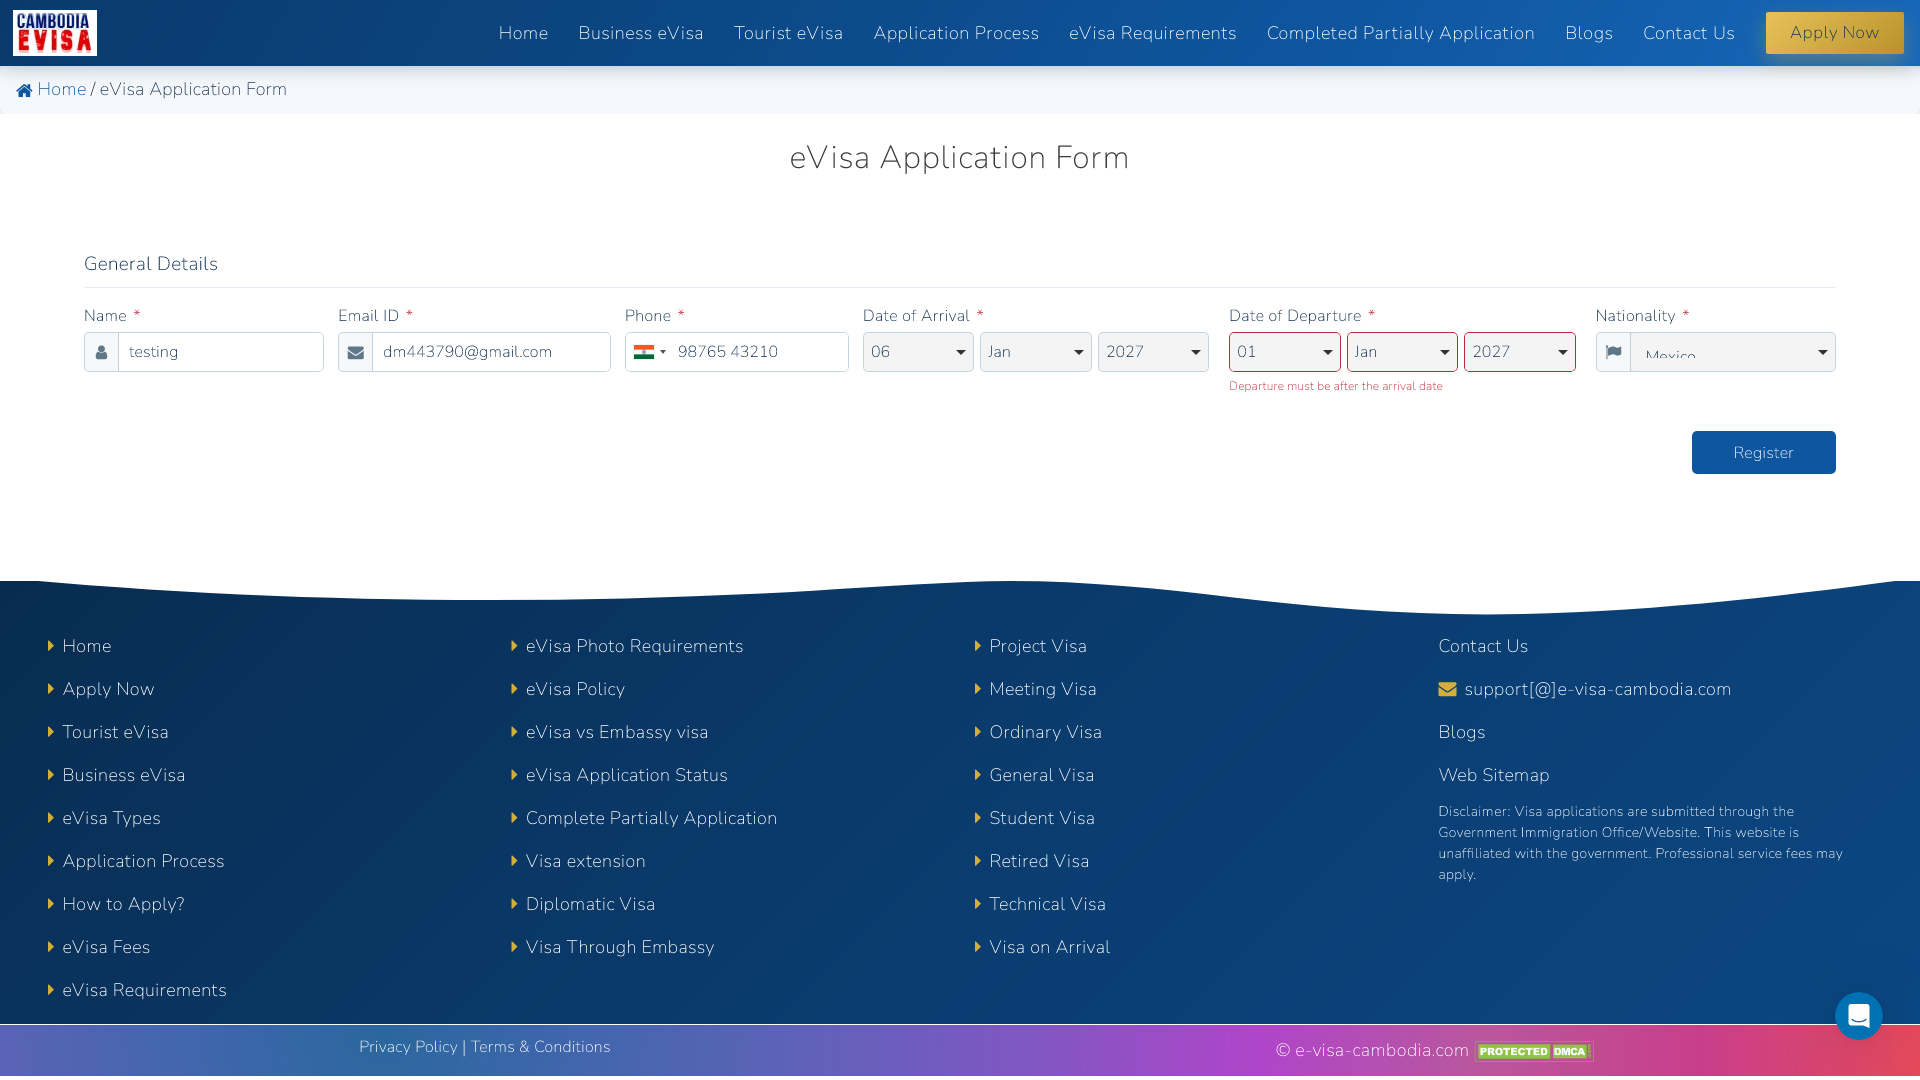 CAMBODIA
EVISA
Home Business eVisa Tourist eVisa Application Process eVisa Requirements Completed Partially Application Blogs Contact Us Apply Now
Home / eVisa Application Form
eVisa Application Form
General Details
Name * Email ID * Phone * Date of Arrival * Date of Departure * Nationality *
testing dm443790@gmail.com 98765 43210 06 Jan 2027 01 Jan 2027 Mexico
Departure must be after the arrival date
Register
Home
Apply Now
Tourist eVisa
Business eVisa
eVisa Types
Application Process
How to Apply?
eVisa Fees
eVisa Requirements
eVisa Photo Requirements
eVisa Policy
eVisa vs Embassy visa
eVisa Application Status
Complete Partially Application
Visa extension
Diplomatic Visa
Visa Through Embassy
Project Visa
Meeting Visa
Ordinary Visa
General Visa
Student Visa
Retired Visa
Technical Visa
Visa on Arrival
Contact Us
support[@]e-visa-cambodia.com
Blogs
Web Sitemap
Disclaimer: Visa applications are submitted through the
Government Immigration Office/Website. This website is
unaffiliated with the government. Professional service fees may
apply.
Privacy Policy | Terms & Conditions
© e-visa-cambodia.com PROTECTED DMCA